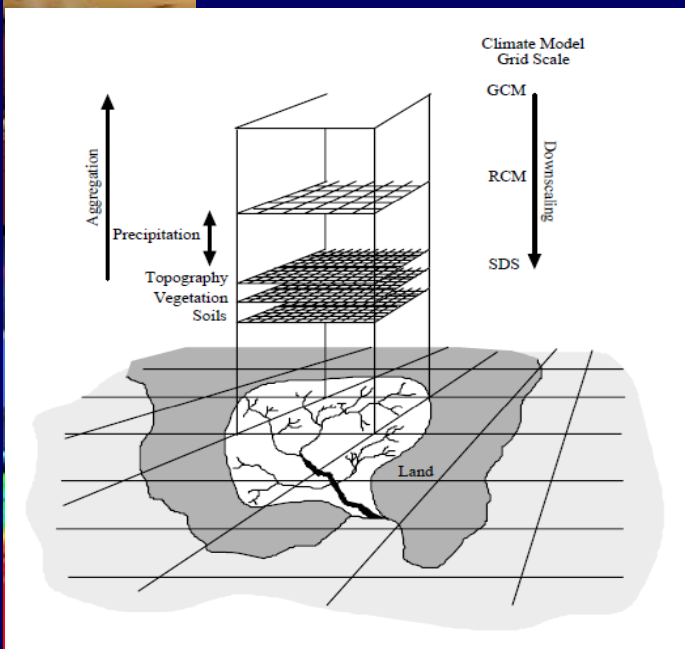 Climate Model
Grid Scale
GCM
Aggregation
RCM
Downscaling
Precipitation
SDS
Topography
Vegetation
Soils
Land